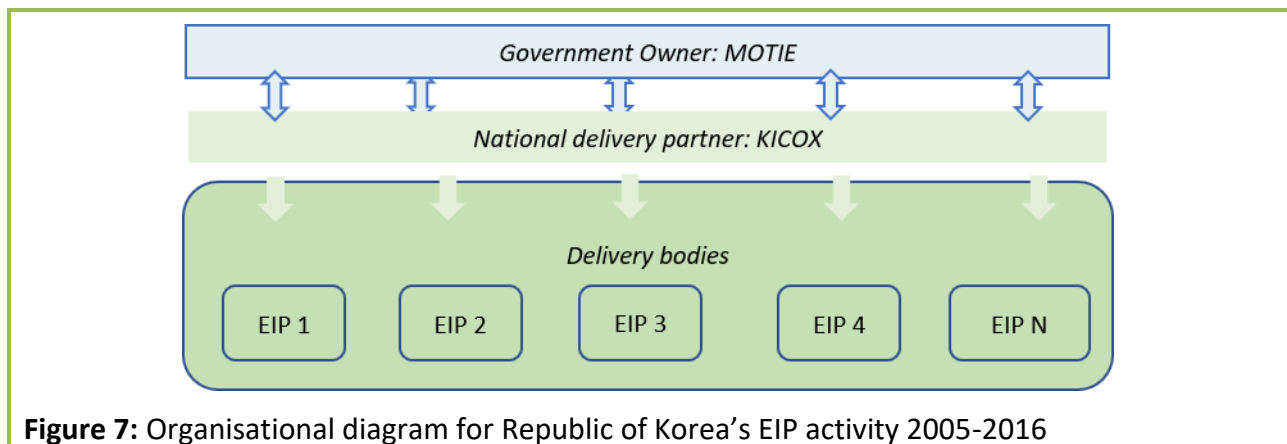 Government Owner: MOTIE
National delivery partner: KICOX
Delivery bodies
EIP 1 EIP 2 EIP 3 EIP 4 EIP N
Figure 7: Organisational diagram for Republic of Korea’s EIP activity 2005-2016